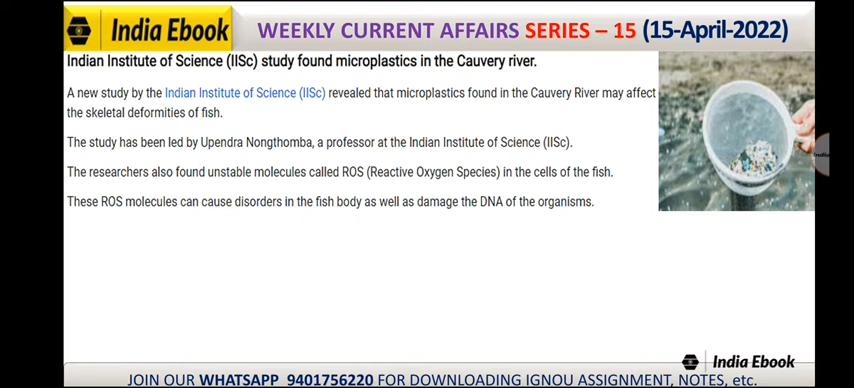 India Ebook
WEEKLY CURRENT AFFAIRS SERIES – 15 (15-April-2022)
Indian Institute of Science (IISc) study found microplastics in the Cauvery river.
A new study by the Indian Institute of Science (IISc) revealed that microplastics found in the Cauvery River may affect
the skeletal deformities of fish.
The study has been led by Upendra Nongthomba, a professor at the Indian Institute of Science (IISc).
The researchers also found unstable molecules called ROS (Reactive Oxygen Species) in the cells of the fish.
These ROS molecules can cause disorders in the fish body as well as damage the DNA of the organisms.
India
India Ebook
JOIN OUR WHATSAPP 9401756220 FOR DOWNLOADING IGNOU ASSIGNMENT, NOTES, etc.